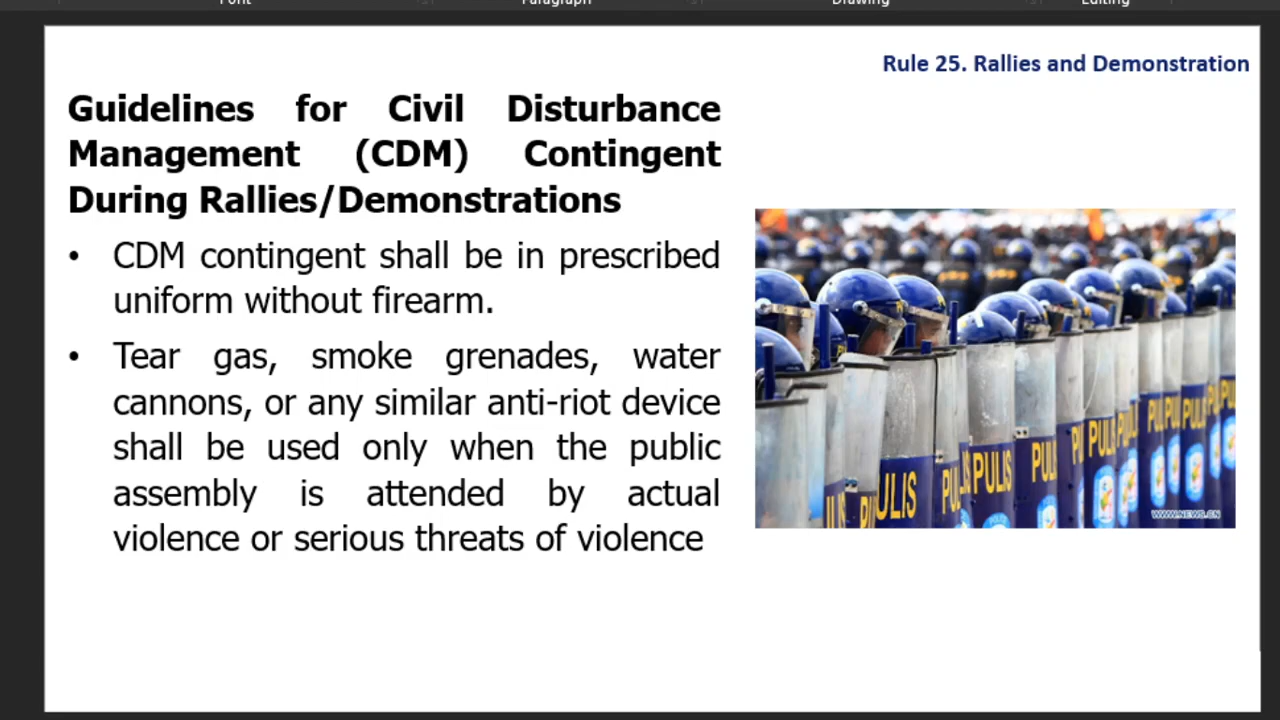 Font Paragraph Drawing Editing
Rule 25. Rallies and Demonstration
Guidelines for Civil Disturbance
Management (CDM) Contingent
During Rallies/Demonstrations
• CDM contingent shall be in prescribed
uniform without firearm.
• Tear gas, smoke grenades, water
cannons, or any similar anti-riot device
shall be used only when the public
assembly is attended by actual
violence or serious threats of violence
PULIS
PULIS
WWW.NEWS.CN